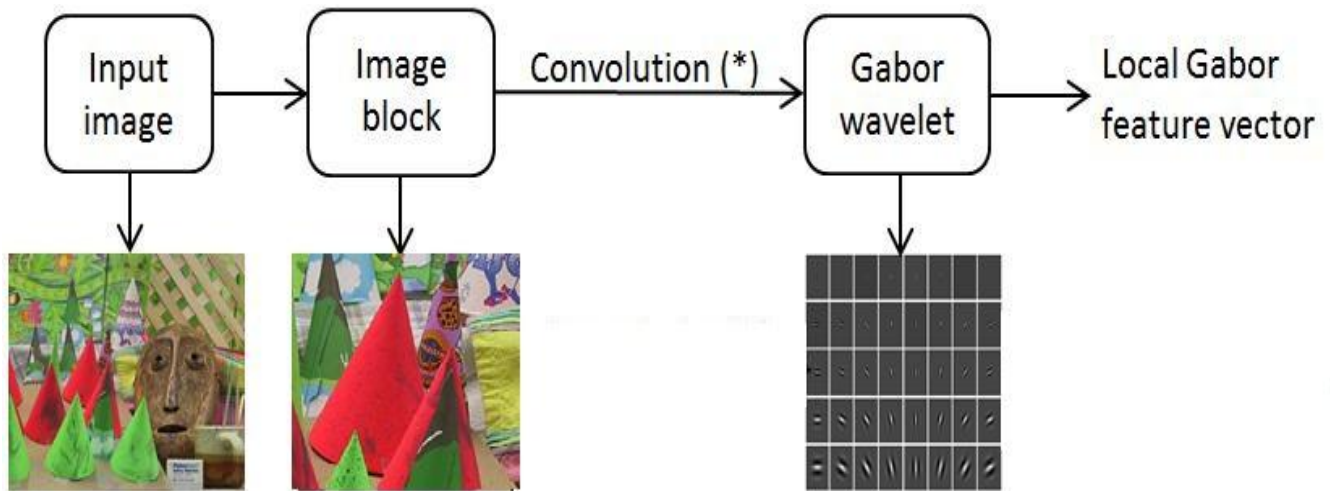 Input
image
Image
block
Convolution (*)
Gabor
wavelet
Local Gabor
feature vector